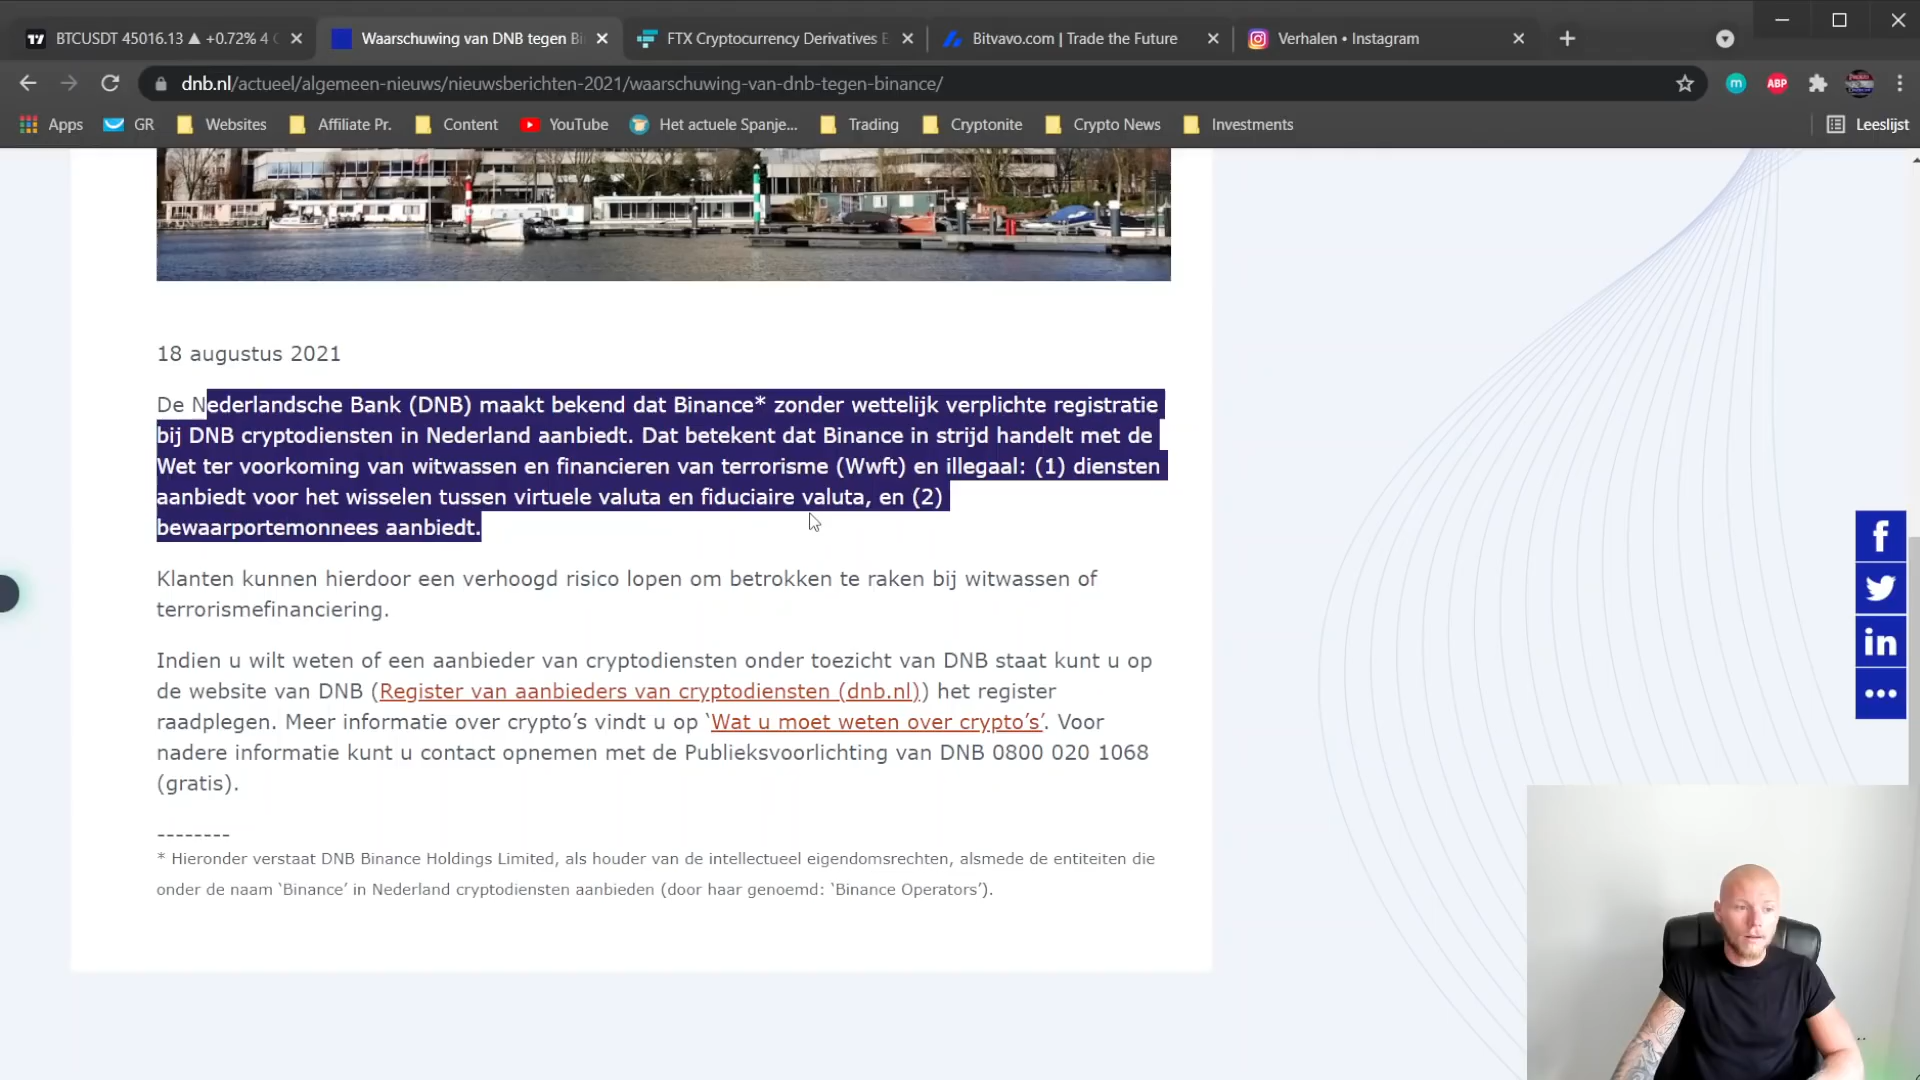 BTCUSDT 45016.13 ▲ +0.72% 4
Waarschuwing van DNB tegen Bi
FTX Cryptocurrency Derivatives E
Bitvavo.com | Trade the Future
Verhalen • Instagram
dnb.nl/actueel/algemeen-nieuws/nieuwsberichten-2021/waarschuwing-van-dnb-tegen-binance/
m ABP
Apps GR Websites Affiliate Pr. Content YouTube Het actuele Spanje... Trading Cryptonite Crypto News Investments Leeslijst
18 augustus 2021
De Nederlandsche Bank (DNB) maakt bekend dat Binance* zonder wettelijk verplichte registratie
bij DNB cryptodiensten in Nederland aanbiedt. Dat betekent dat Binance in strijd handelt met de
Wet ter voorkoming van witwassen en financieren van terrorisme (Wwft) en illegaal: (1) diensten
aanbiedt voor het wisselen tussen virtuele valuta en fiduciaire valuta, en (2)
bewaarportemonnees aanbiedt.
Klanten kunnen hierdoor een verhoogd risico lopen om betrokken te raken bij witwassen of
terrorismefinanciering.
Indien u wilt weten of een aanbieder van cryptodiensten onder toezicht van DNB staat kunt u op
de website van DNB (Register van aanbieders van cryptodiensten (dnb.nl)) het register
raadplegen. Meer informatie over crypto’s vindt u op ‘Wat u moet weten over crypto’s’. Voor
nadere informatie kunt u contact opnemen met de Publieksvoorlichting van DNB 0800 020 1068
(gratis).
--------
* Hieronder verstaat DNB Binance Holdings Limited, als houder van de intellectueel eigendomsrechten, alsmede de entiteiten die
onder de naam ‘Binance’ in Nederland cryptodiensten aanbieden (door haar genoemd: ‘Binance Operators’).